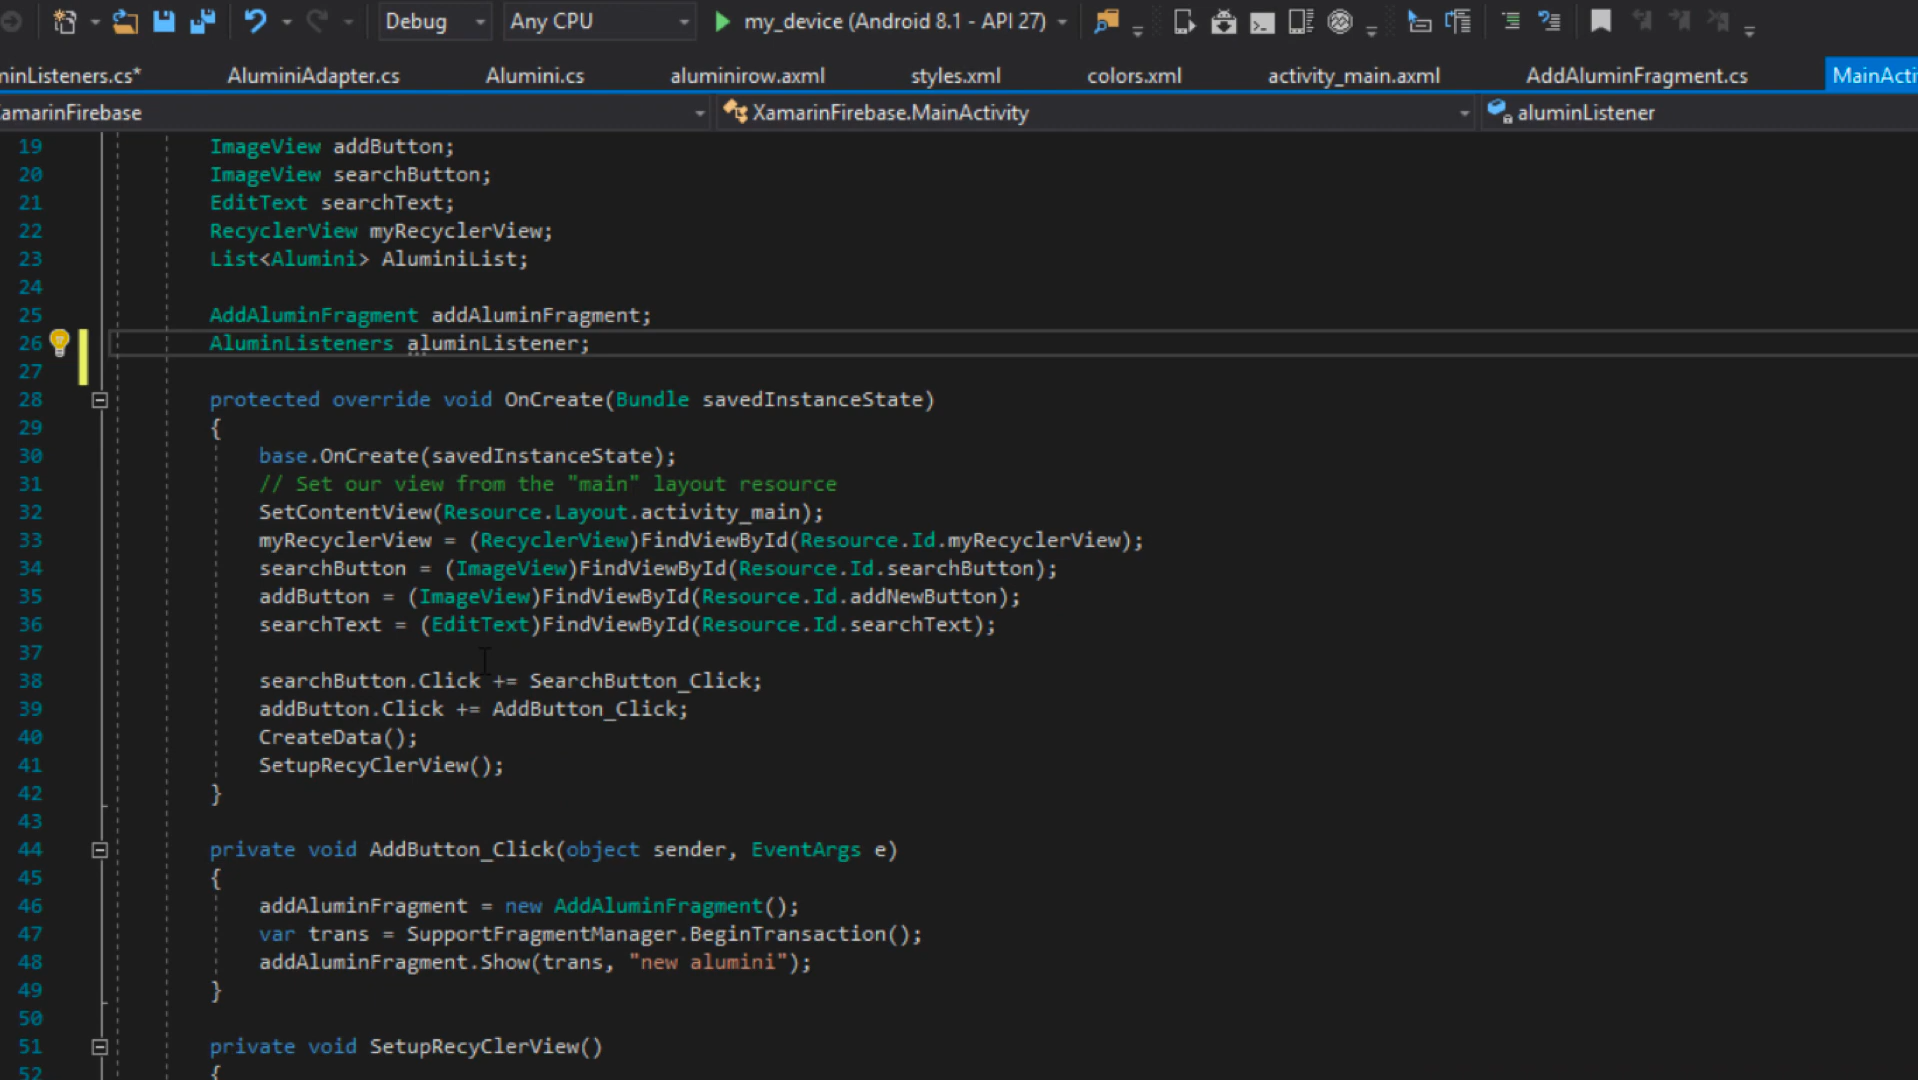 Debug Any CPU my_device (Android 8.1 - API 27)
minListeners.cs* AluminiAdapter.cs Alumini.cs aluminirow.axml styles.xml colors.xml activity_main.axml AddAluminFragment.cs MainActi
amarinFirebase XamarinFirebase.MainActivity aluminListener
19 ImageView addButton;
20 ImageView searchButton;
21 EditText searchText;
22 RecyclerView myRecyclerView;
23 List<Alumini> AluminiList;
24
25 AddAluminFragment addAluminFragment;
26 AluminListeners aluminListener;
27
28 protected override void OnCreate(Bundle savedInstanceState)
29 {
30 base.OnCreate(savedInstanceState);
31 // Set our view from the "main" layout resource
32 SetContentView(Resource.Layout.activity_main);
33 myRecyclerView = (RecyclerView)FindViewById(Resource.Id.myRecyclerView);
34 searchButton = (ImageView)FindViewById(Resource.Id.searchButton);
35 addButton = (ImageView)FindViewById(Resource.Id.addNewButton);
36 searchText = (EditText)FindViewById(Resource.Id.searchText);
37
38 searchButton.Click += SearchButton_Click;
39 addButton.Click += AddButton_Click;
40 CreateData();
41 SetupRecyClerView();
42 }
43
44 private void AddButton_Click(object sender, EventArgs e)
45 {
46 addAluminFragment = new AddAluminFragment();
47 var trans = SupportFragmentManager.BeginTransaction();
48 addAluminFragment.Show(trans, "new alumini");
49 }
50
51 private void SetupRecyClerView()
52 {